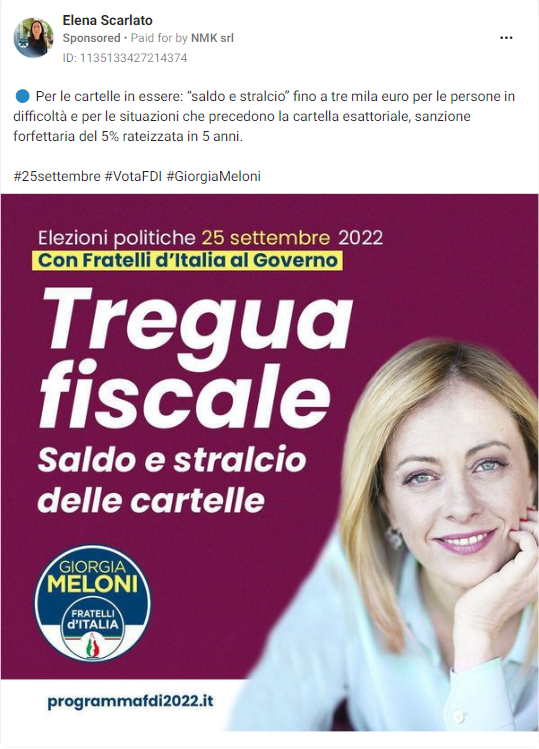 Elena Scarlato
Sponsored • Paid for by NMK srl
ID: 1135133427214374
Per le cartelle in essere: “saldo e stralcio” fino a tre mila euro per le persone in
difficoltà e per le situazioni che precedono la cartella esattoriale, sanzione
forfettaria del 5% rateizzata in 5 anni.
#25settembre #VotaFDI #GiorgiaMeloni
Elezioni politiche 25 settembre 2022
Con Fratelli d'Italia al Governo
Tregua
fiscale
Saldo e stralcio
delle cartelle
GIORGIA
MELONI
FRATELLI
d'ITALIA
programmafdi2022.it